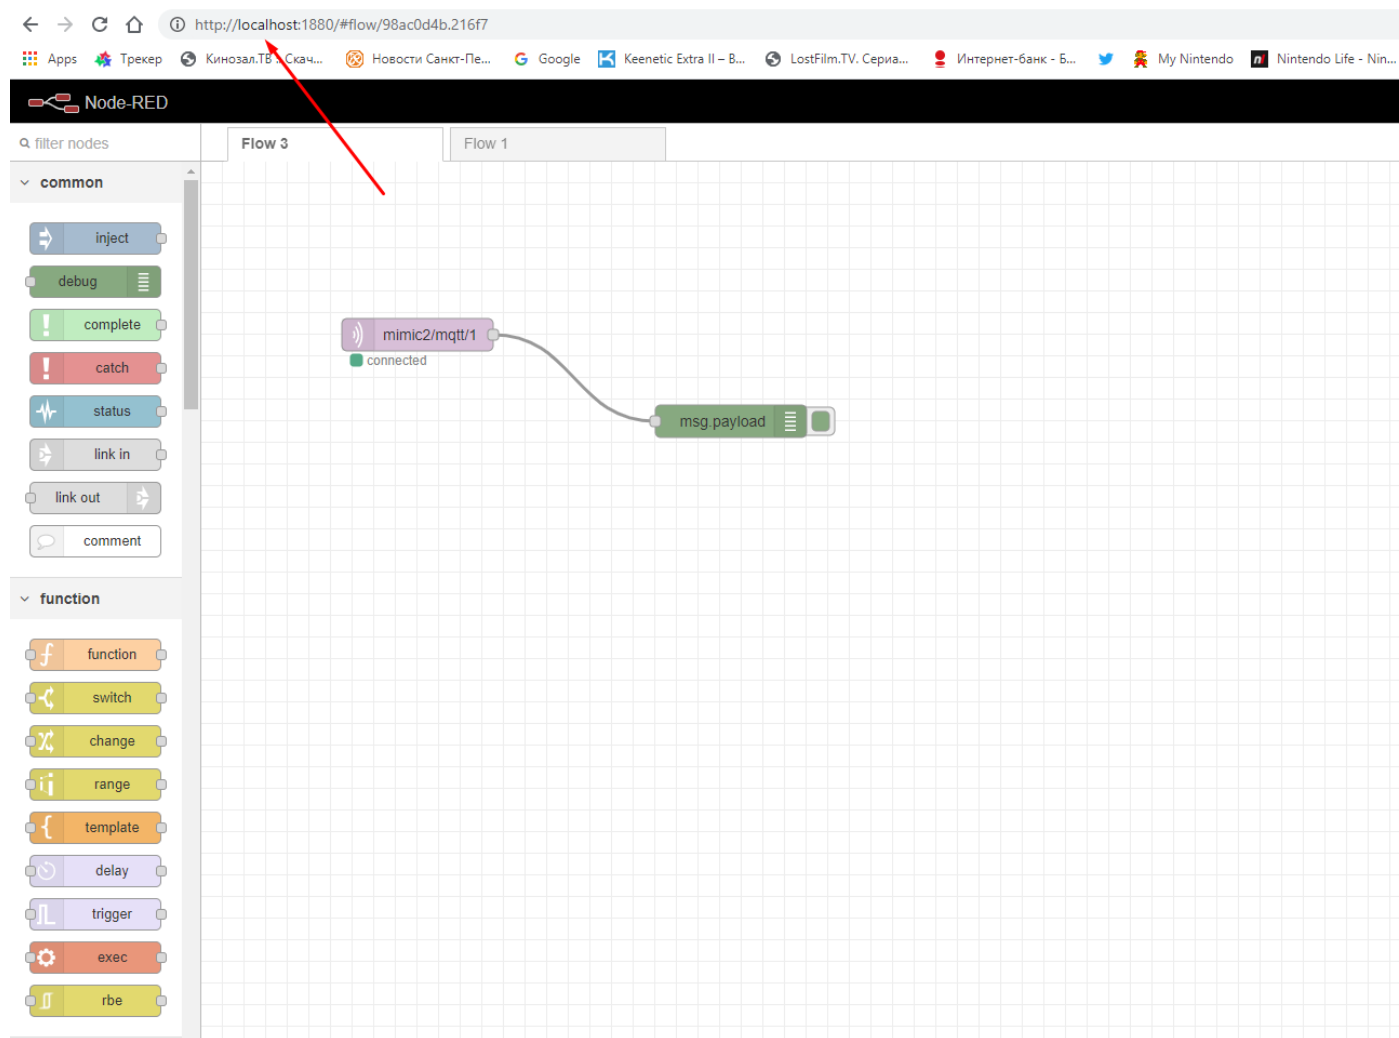 http://localhost:1880/#flow/98ac0d4b.216f7
Apps Трекер Кинозал.ТВ :: Скач... Новости Санкт-Пе... Google Keenetic Extra II – В... LostFilm.TV. Сериа... Интернет-банк - Б... My Nintendo Nintendo Life - Nin...
Node-RED
filter nodes
Flow 3 Flow 1
common
inject
debug
complete
catch
status
link in
link out
comment
function
function
switch
change
range
template
delay
trigger
exec
rbe
mimic2/mqtt/1
connected
msg.payload